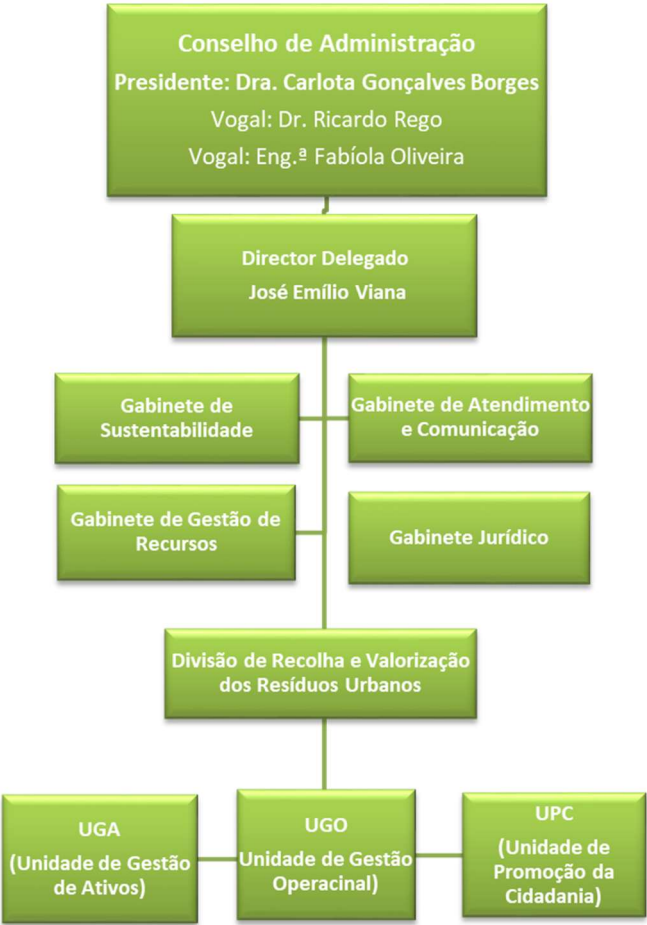 Conselho de Administração
Presidente: Dra. Carlota Gonçalves Borges
Vogal: Dr. Ricardo Rego
Vogal: Eng.ª Fabíola Oliveira
Director Delegado
José Emílio Viana
Gabinete de
Sustentabilidade
Gabinete de Atendimento
e Comunicação
Gabinete de Gestão de
Recursos
Gabinete Jurídico
Divisão de Recolha e Valorização
dos Resíduos Urbanos
UGA
(Unidade de Gestão
de Ativos)
UGO
Unidade de Gestão
Operacinal)
UPC
(Unidade de
Promoção da
Cidadania)